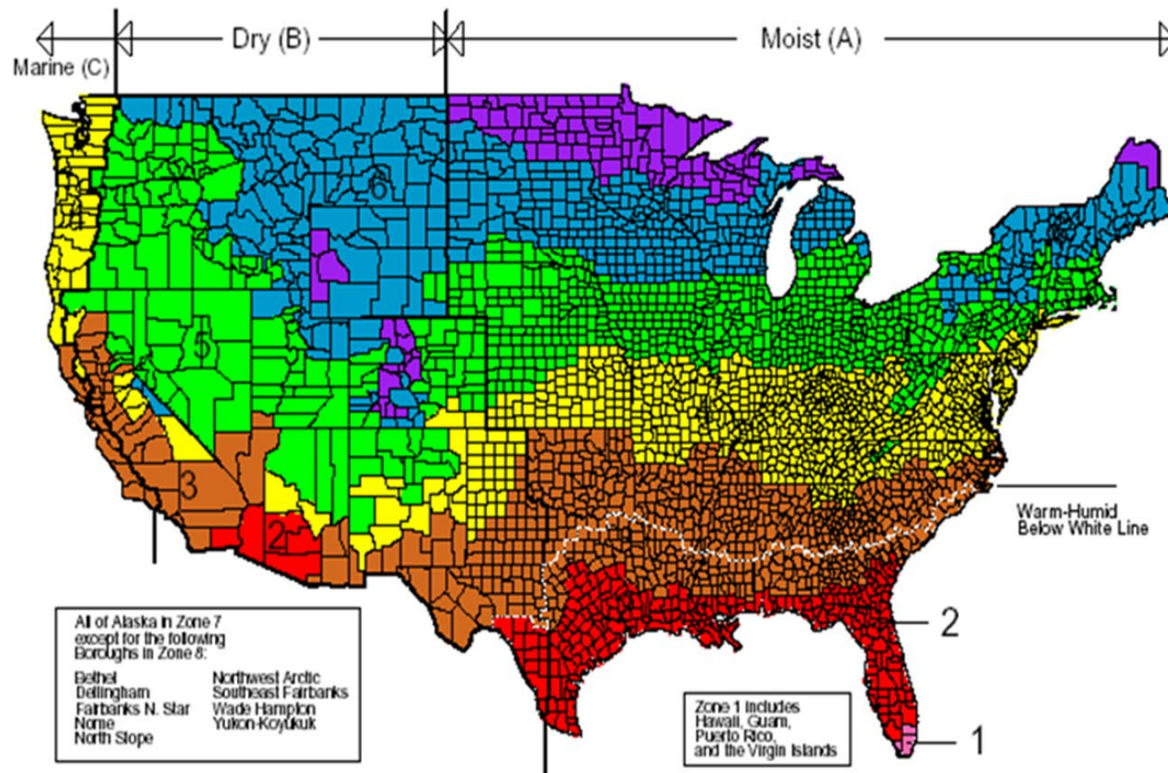 Marine (C)
Dry (B)
Moist (A)
6
5
3
2
Warm-Humid
Below White Line
2
1
All of Alaska in Zone 7
except for the following
Boroughs in Zone 8:
Bethel
Dellingham
Fairbanks N. Star
Nome
North Slope
Northwest Arctic
Southeast Fairbanks
Wade Hampton
Yukon-Koyukuk
Zone 1 includes
Hawaii, Guam,
Puerto Rico,
and the Virgin Islands